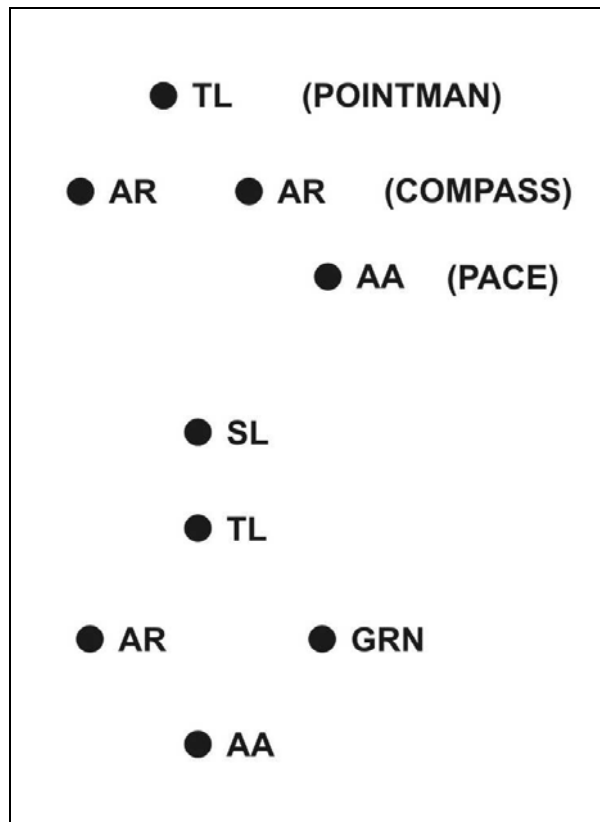 TL (POINTMAN)
AR AR (COMPASS)
AA (PACE)
SL
TL
AR GRN
AA